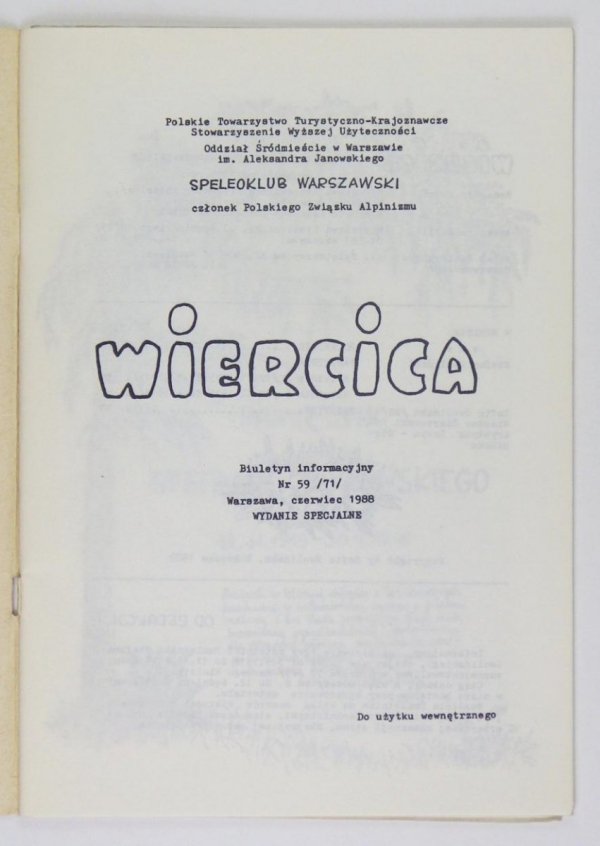 Polskie Towarzystwo Turystyczno-Krajoznawcze
Stowarzyszenie Wyższej Użyteczności
Oddział Śródmieście w Warszawie
im. Aleksandra Janowskiego
SPELEOKLUB WARSZAWSKI
członek Polskiego Związku Alpinizmu
WIERCICA
Biuletyn informacyjny
Nr 59 /71/
Warszawa, czerwiec 1988
WYDANIE SPECJALNE
Do użytku wewnętrznego